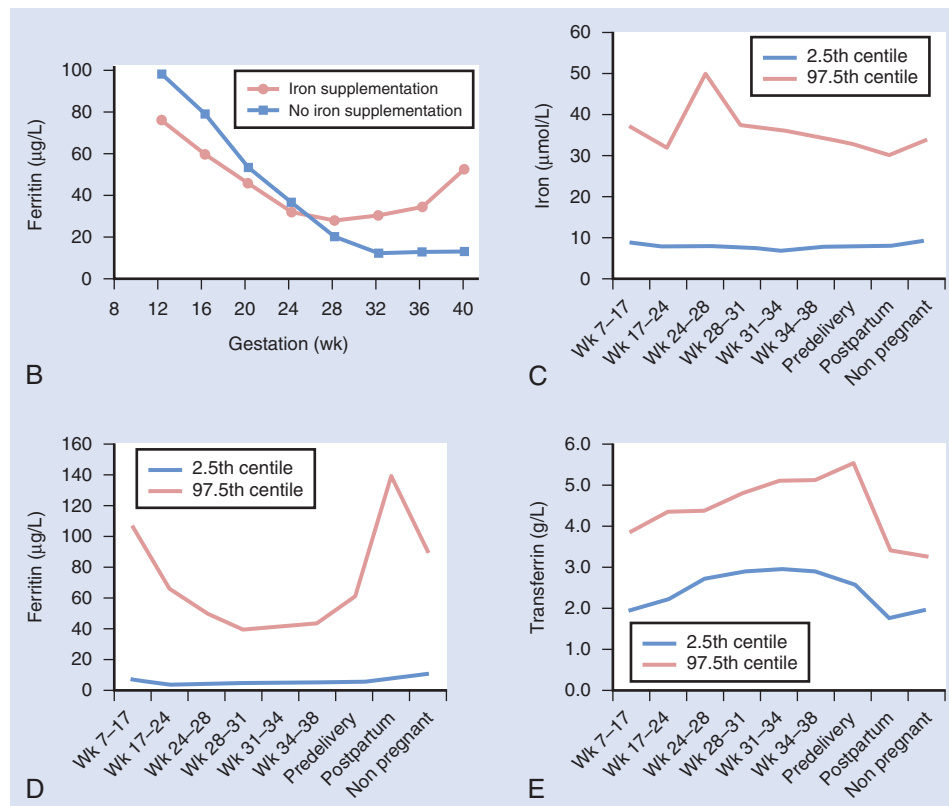 100
80
60
40
20
0
Ferritin (µg/L)
Iron supplementation
No iron supplementation
8 12 16 20 24 28 32 36 40
Gestation (wk)
B
60
50
40
30
20
10
0
Iron (µmol/L)
2.5th centile
97.5th centile
Wk 7–17
Wk 17–24
Wk 24–28
Wk 28–31
Wk 31–34
Wk 34–38
Predelivery
Postpartum
Non pregnant
C
160
140
120
100
80
60
40
20
0
Ferritin (µg/L)
2.5th centile
97.5th centile
Wk 7–17
Wk 17–24
Wk 24–28
Wk 28–31
Wk 31–34
Wk 34–38
Predelivery
Postpartum
Non pregnant
D
6.0
5.0
4.0
3.0
2.0
1.0
0.0
Transferrin (g/L)
2.5th centile
97.5th centile
Wk 7–17
Wk 17–24
Wk 24–28
Wk 28–31
Wk 31–34
Wk 34–38
Predelivery
Postpartum
Non pregnant
E